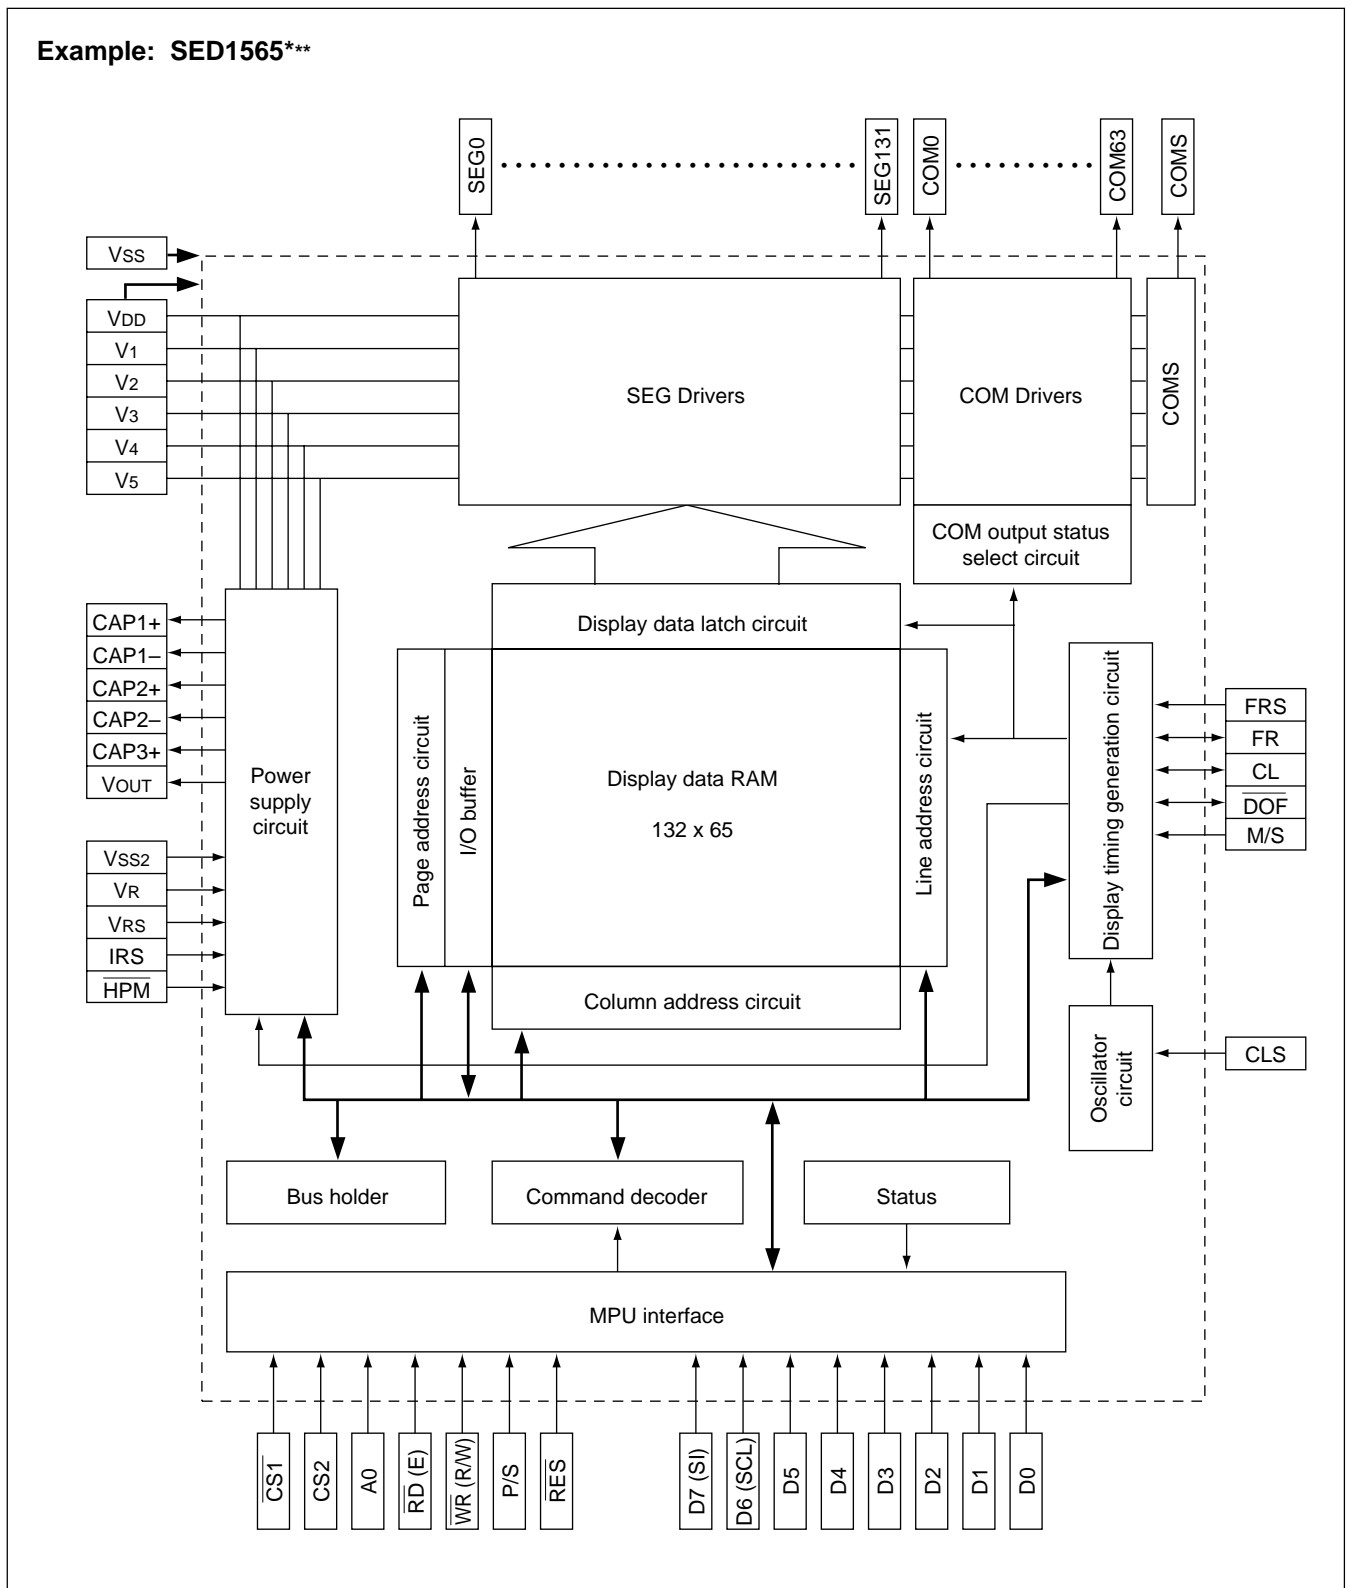 Example: SED1565***
SEG0
SEG131
COM0
COM63
COMS
VSS
VDD
V1
V2
V3
V4
V5
SEG Drivers
COM Drivers
COMS
COM output status
select circuit
CAP1+
CAP1–
CAP2+
CAP2–
CAP3+
VOUT
VSS2
VR
VRS
IRS
HPM
Power
supply
circuit
Page address circuit
I/O buffer
Display data latch circuit
Display data RAM
132 x 65
Line address circuit
Column address circuit
Display timing generation circuit
FRS
FR
CL
DOF
M/S
Oscillator
circuit
CLS
Bus holder
Command decoder
Status
MPU interface
CS1
CS2
A0
RD (E)
WR (R/W)
P/S
RES
D7 (SI)
D6 (SCL)
D5
D4
D3
D2
D1
D0